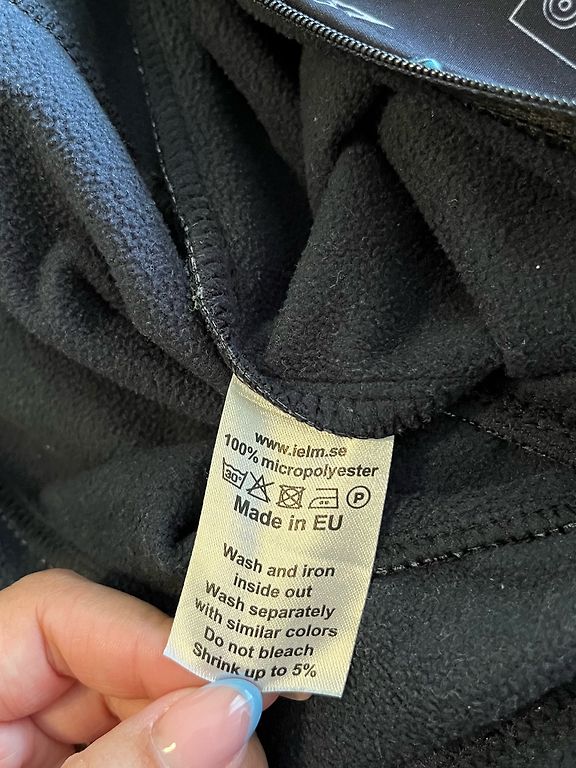 www.ielm.se
100% micropolyester
30° P
Made in EU
Wash and iron
inside out
Wash separately
with similar colors
Do not bleach
Shrink up to 5%